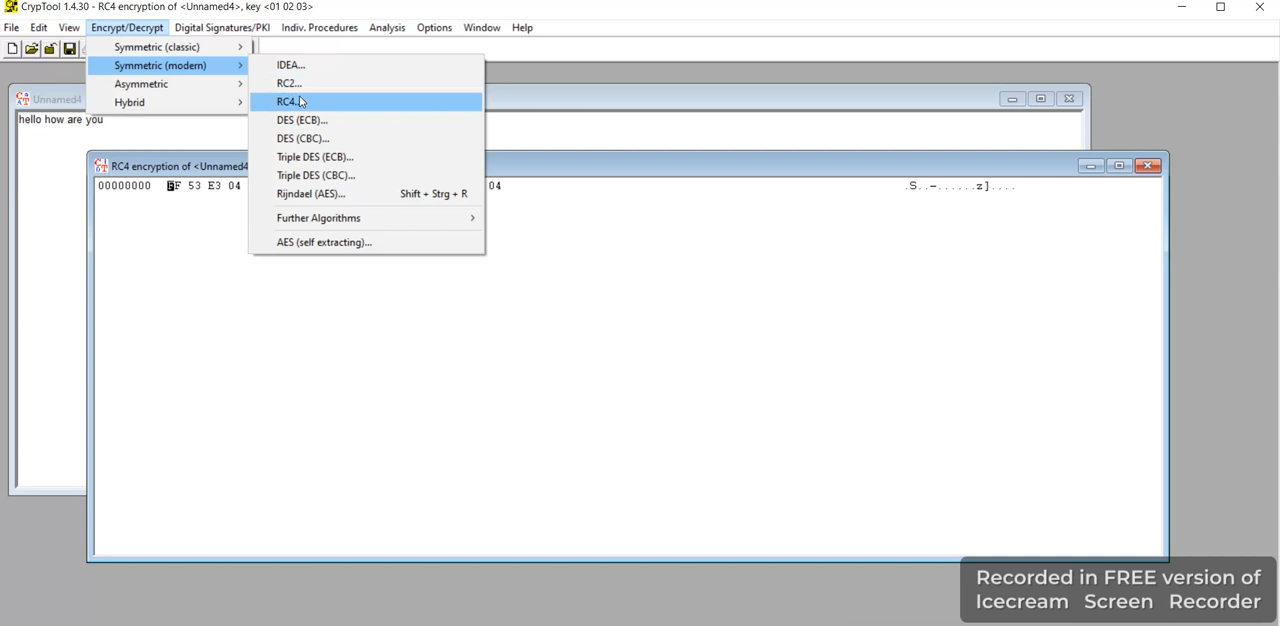 CrypTool 1.4.30 - RC4 encryption of <Unnamed4>, key <01 02 03>
File Edit View Encrypt/Decrypt Digital Signatures/PKI Indiv. Procedures Analysis Options Window Help
Symmetric (classic)
Symmetric (modern)
Asymmetric
Hybrid
IDEA...
RC2...
RC4...
DES (ECB)...
DES (CBC)...
Triple DES (ECB)...
Triple DES (CBC)...
Rijndael (AES)... Shift + Strg + R
Further Algorithms
AES (self extracting)...
Unnamed4
hello how are you
RC4 encryption of <Unnamed4
00000000 FF 53 E3 04 04 .S..-......z]....
Recorded in FREE version of
Icecream Screen Recorder